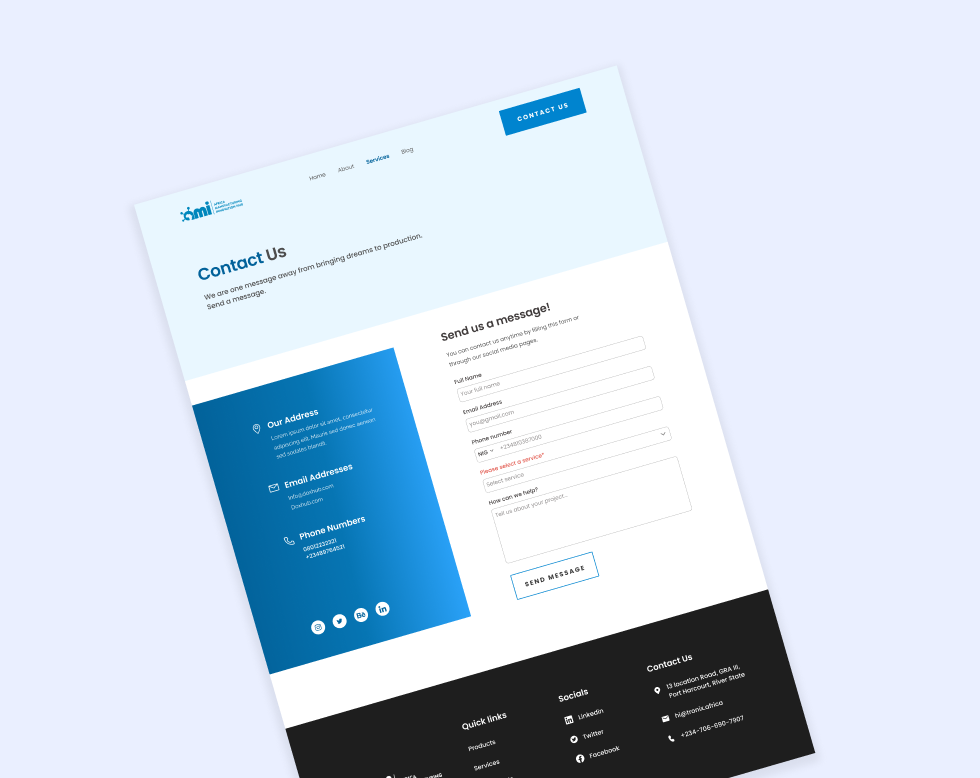 CONTACT US
Home
About
Services
Blog
ami
AFRICA
MANUFACTURING
INNOVATION HUB
Contact Us
We are one message away from bringing dreams to production.
Send a message.
Our Address
Lorem ipsum dolor sit amet, consectetur
adipiscing elit. Mauris sed donec aenean
sed sodales blandit.
Email Addresses
info@doxhub.com
Doxhub.com
Phone Numbers
08012232321
+23489764521
Send us a message!
You can contact us anytime by filling this form or
through our social media pages.
Full Name
Your full name
Email Address
you@gmail.com
Phone number
NIG
Please select a service*
Select service
How can we help?
Tell us about your project...
SEND MESSAGE
Quick links
Products
Services
Socials
LinkedIn
Twitter
Facebook
Contact Us
13 location Road, GRA III,
Port Harcourt, River State
hi@tronix.africa
+234-706-690-7907